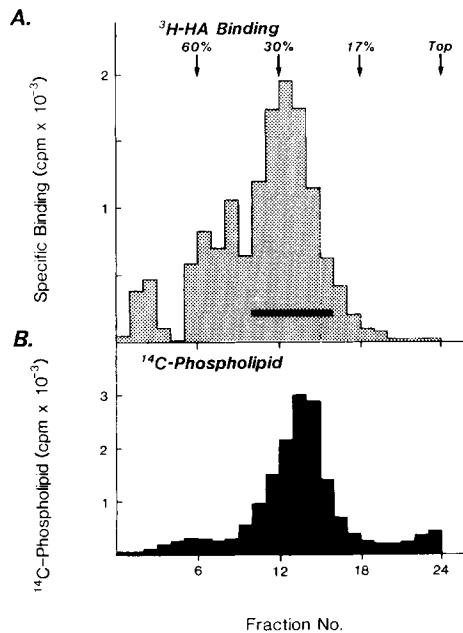 A.
³H-HA Binding
60% 30% 17% Top
Specific Binding (cpm x 10⁻³)
2
1
B.
¹⁴C-Phospholipid
¹⁴C-Phospholipid (cpm x 10⁻³)
3
2
1
6 12 18 24
Fraction No.